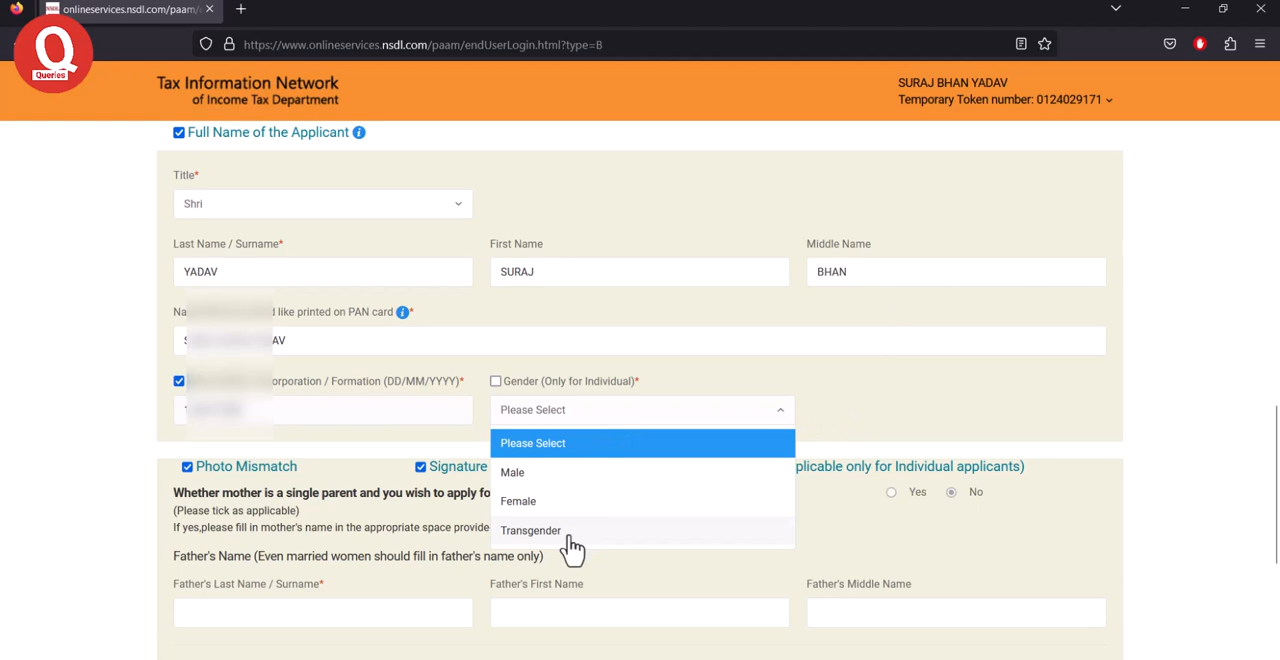 onlineservices.nsdl.com/paam/
https://www.onlineservices.nsdl.com/paam/endUserLogin.html?type=B
Q
Queries
Tax Information Network
of Income Tax Department
SURAJ BHAN YADAV
Temporary Token number: 0124029171
Full Name of the Applicant
Title*
Shri
Last Name / Surname* First Name Middle Name
YADAV SURAJ BHAN
like printed on PAN card *
/ Formation (DD/MM/YYYY)* Gender (Only for Individual)*
Please Select
Please Select
Male
Female
Transgender
Photo Mismatch Signature only for Individual applicants)
Whether mother is a single parent and you wish to apply Yes No
(Please tick as applicable)
If yes,please fill in mother's name in the appropriate space
Father's Name (Even married women should fill in father's name only)
Father's Last Name / Surname* Father's First Name Father's Middle Name